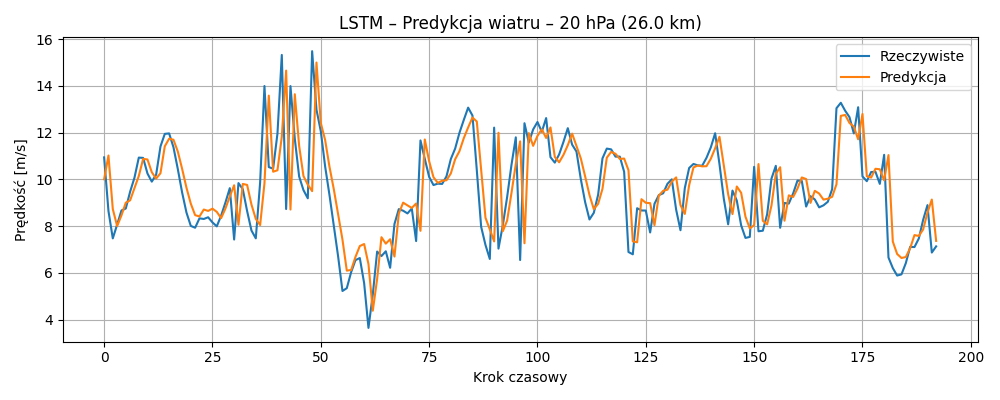 LSTM – Predykcja wiatru – 20 hPa (26.0 km)
Rzeczywiste
Predykcja
Prędkość [m/s]
16
14
12
10
8
6
4
0 25 50 75 100 125 150 175 200
Krok czasowy